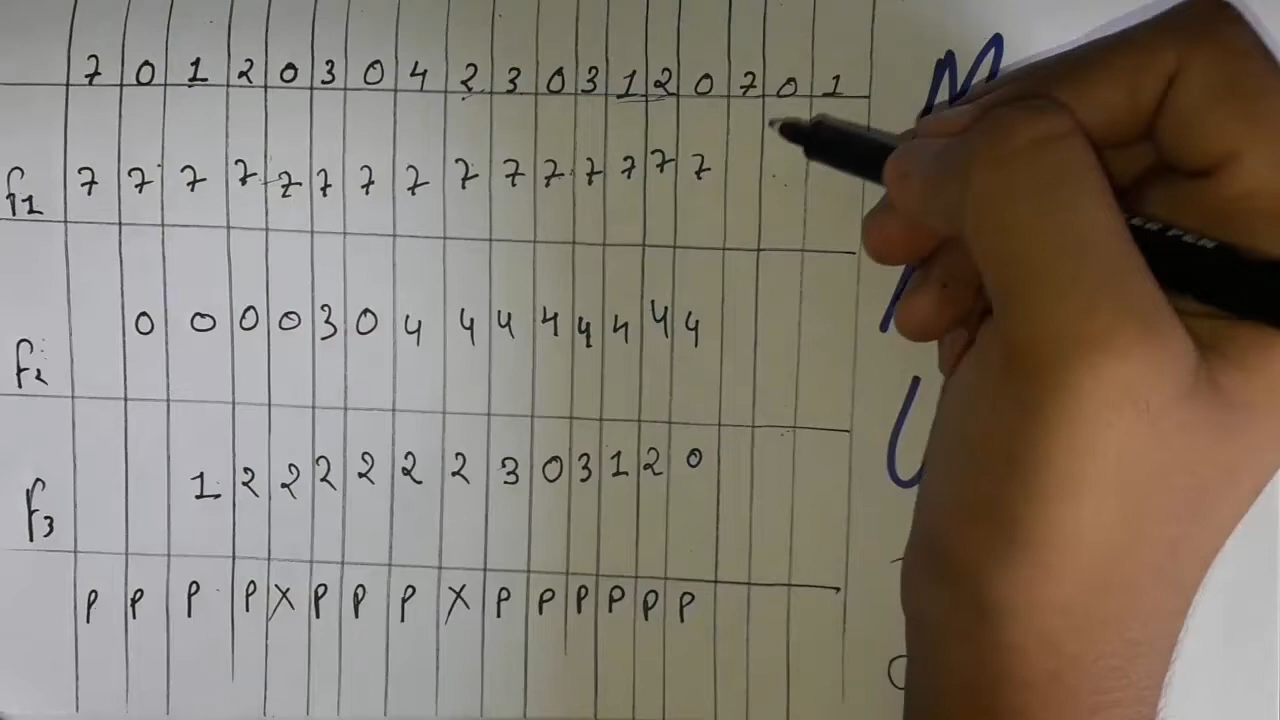 7 0 1 2 0 3 0 4 2 3 0 3 1 2 0 7 0 1
f1 7 7 7 7 7 7 7 7 7 7 7 7 7 7 7
f2 0 0 0 0 3 0 4 4 4 4 4 4 4 4
f3 1 2 2 2 2 2 2 3 0 3 1 2 0
P P P P X P P P X P P P P P P
M